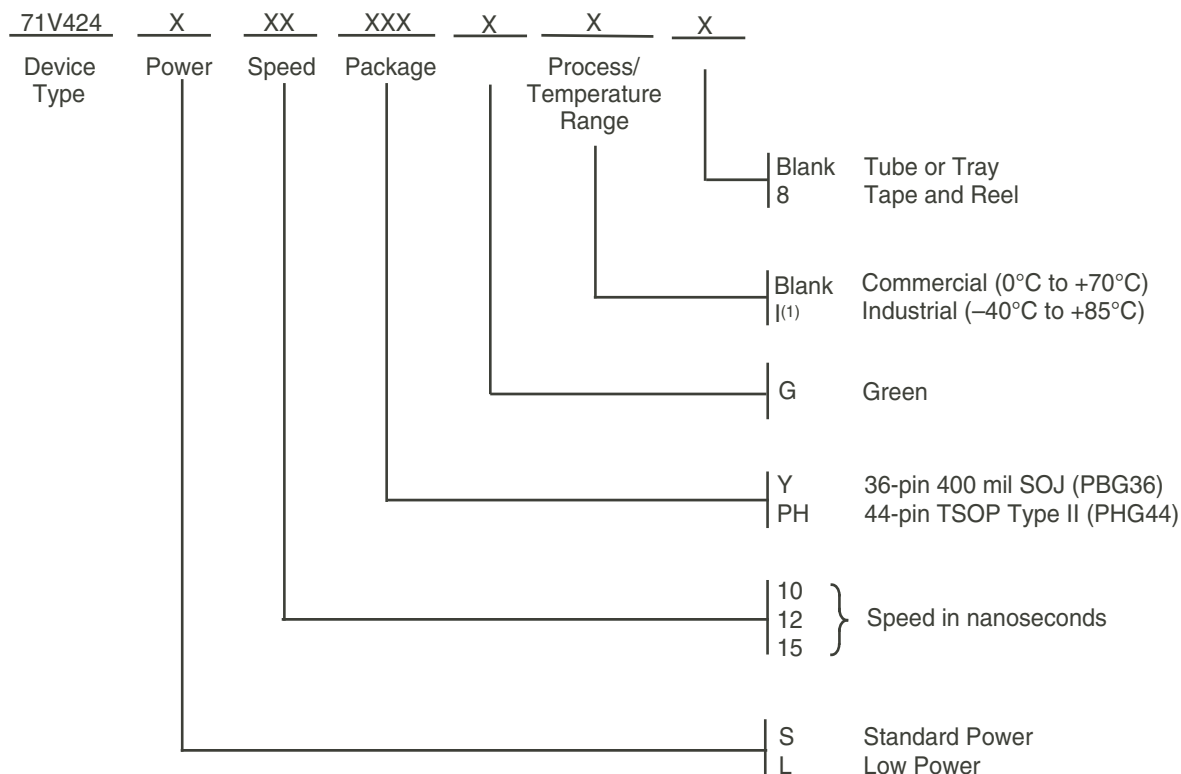 71V424 X XX XXX X X X
Device Type
Power
Speed
Package
Process/
Temperature
Range
Blank Tube or Tray
8 Tape and Reel
Blank Commercial (0°C to +70°C)
I(1) Industrial (–40°C to +85°C)
G Green
Y 36-pin 400 mil SOJ (PBG36)
PH 44-pin TSOP Type II (PHG44)
10
12
15
Speed in nanoseconds
S Standard Power
L Low Power